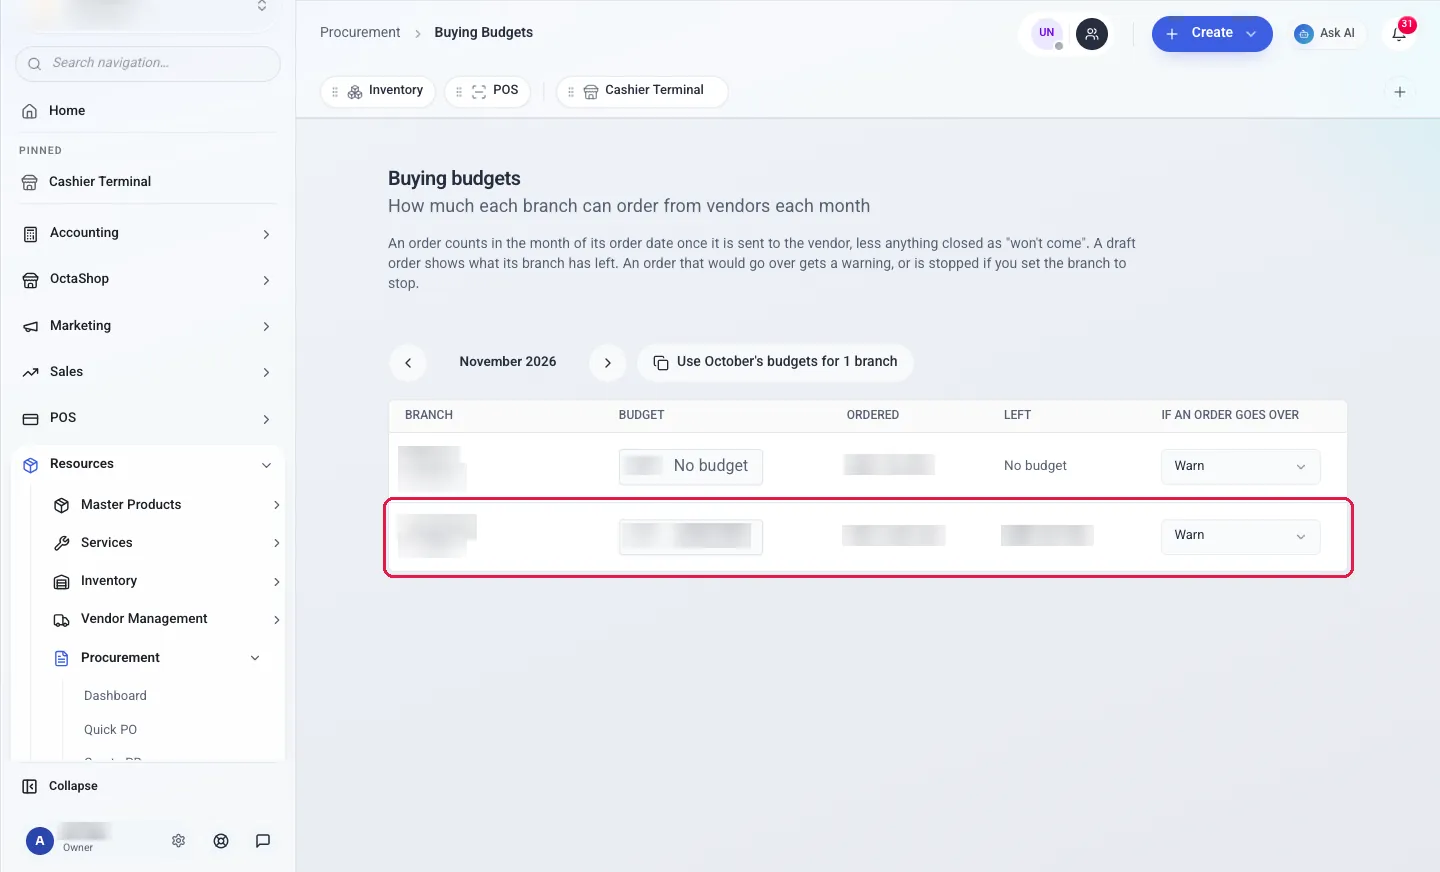 Search navigation...
Home
PINNED
Cashier Terminal
Accounting
OctaShop
Marketing
Sales
POS
Resources
Master Products
Services
Inventory
Vendor Management
Procurement
Dashboard
Quick PO
Collapse
A
Owner
Procurement > Buying Budgets
UN
Create
Ask AI
31
Inventory
POS
Cashier Terminal
Buying budgets
How much each branch can order from vendors each month
An order counts in the month of its order date once it is sent to the vendor, less anything closed as "won't come". A draft
order shows what its branch has left. An order that would go over gets a warning, or is stopped if you set the branch to
stop.
November 2026
Use October's budgets for 1 branch
BRANCH BUDGET ORDERED LEFT IF AN ORDER GOES OVER
No budget No budget Warn
Warn